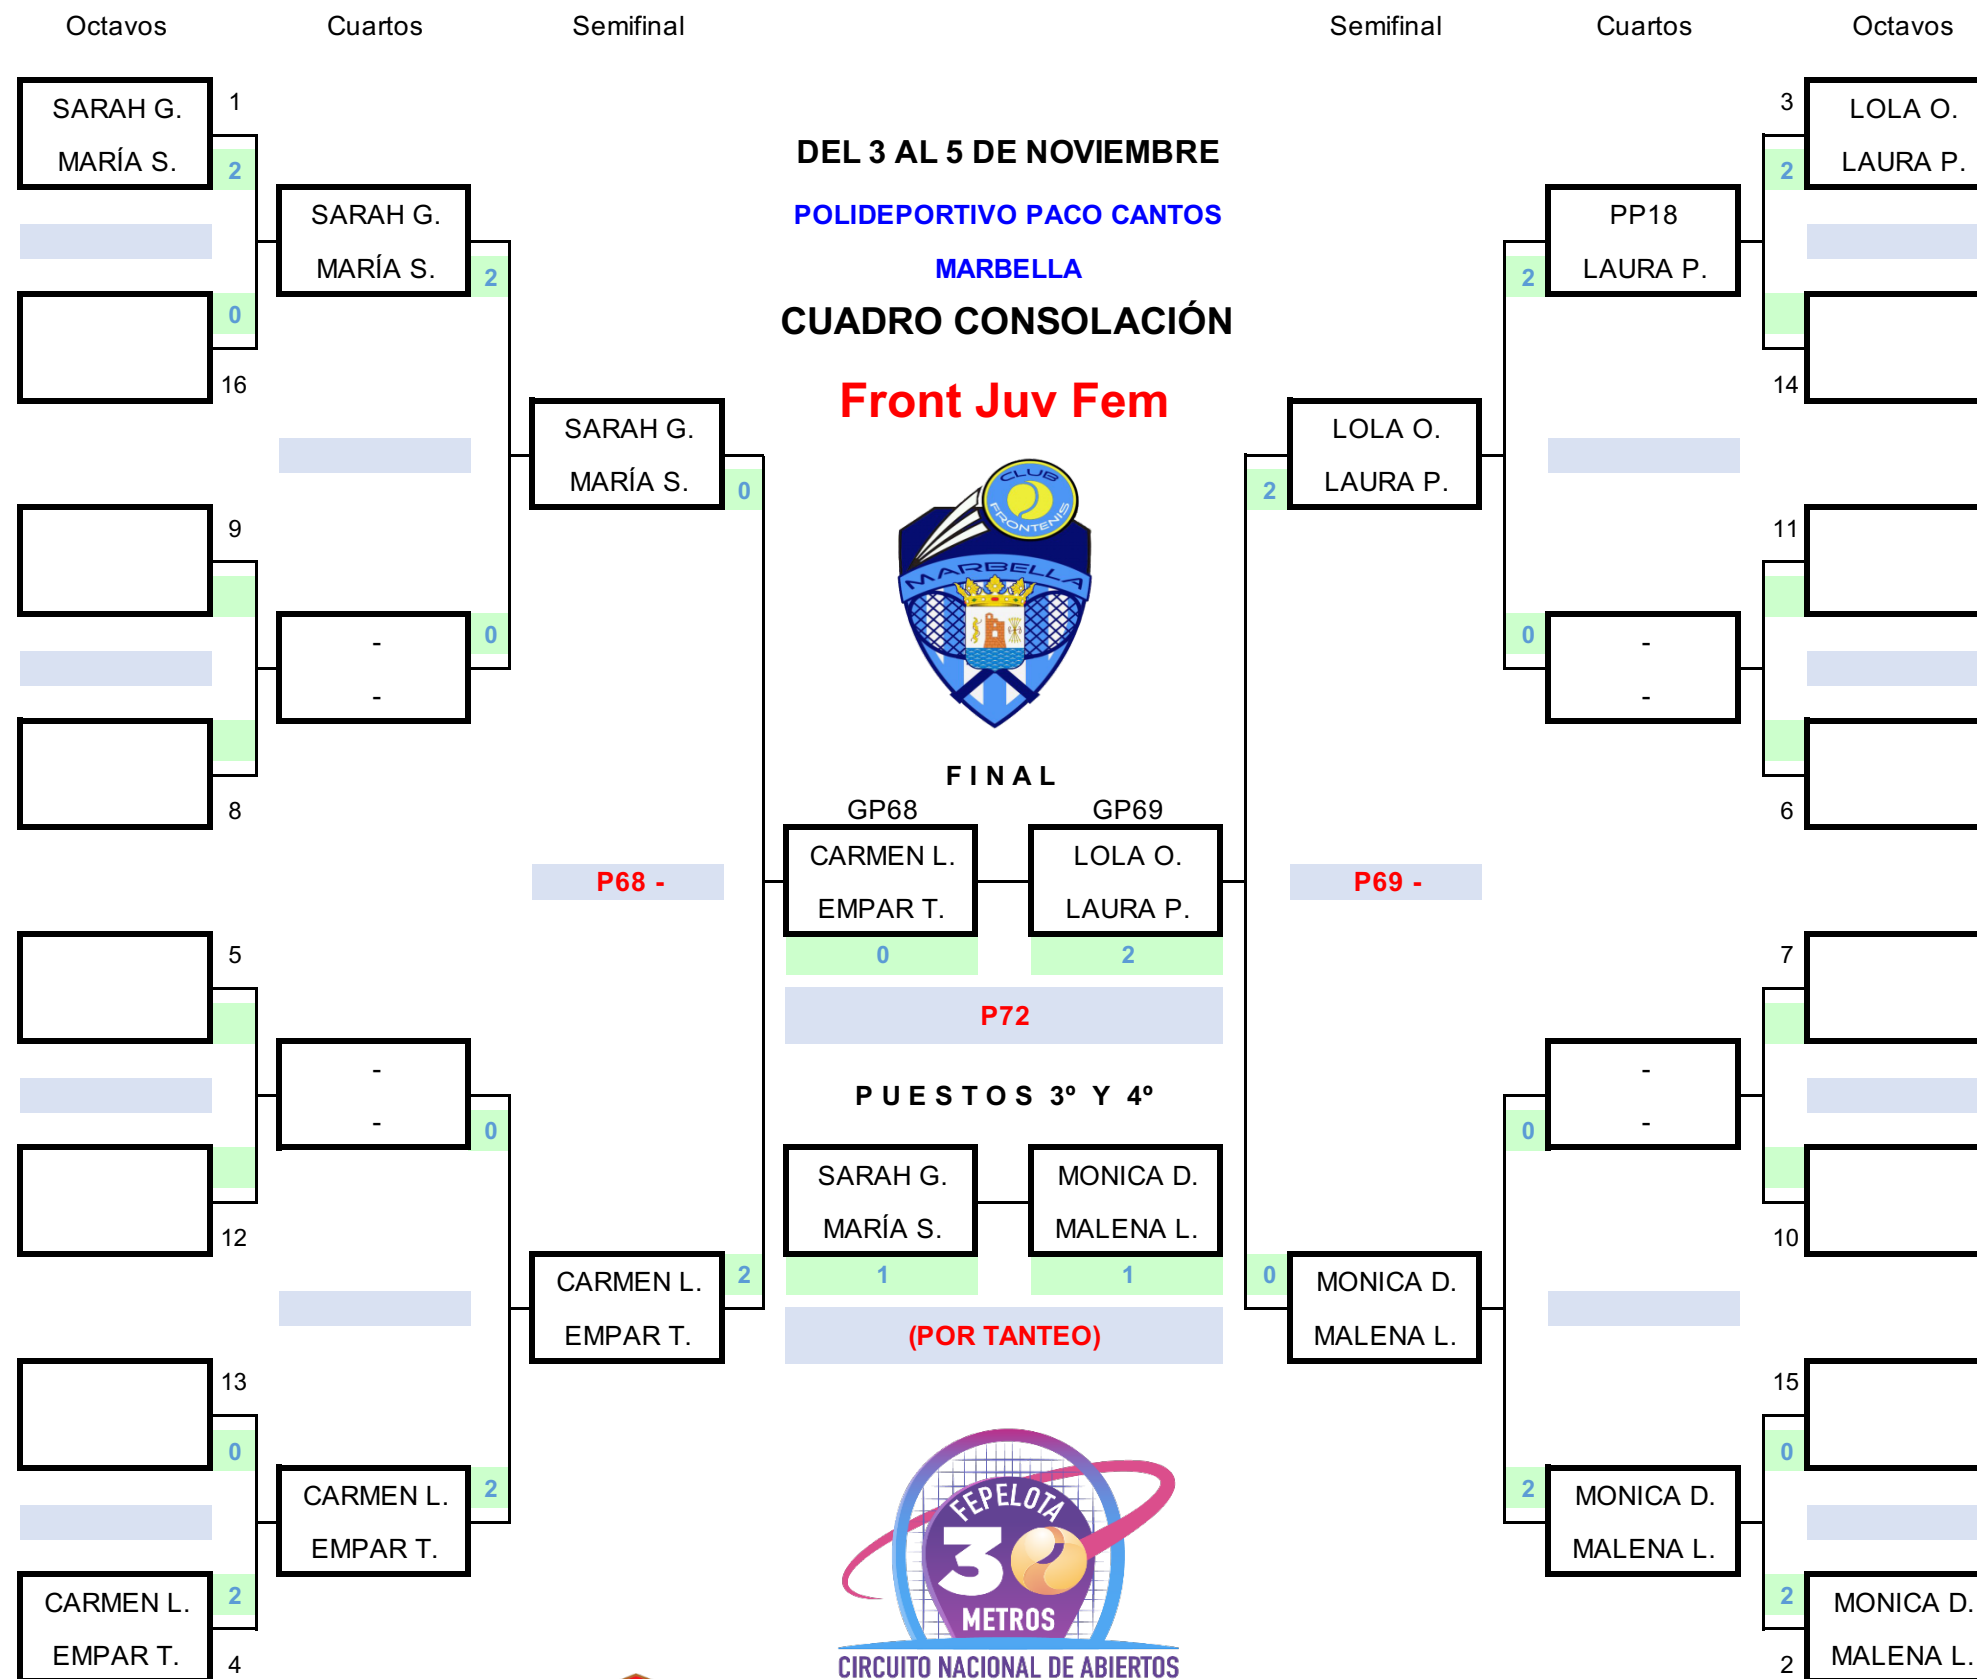 Octavos Cuartos Semifinal Semifinal Cuartos Octavos
SARAH G. 1 3 LOLA O.
DEL 3 AL 5 DE NOVIEMBRE
MARÍA S. 2 2 LAURA P.
SARAH G. POLIDEPORTIVO PACO CANTOS PP18
MARÍA S. 2 MARBELLA 2 LAURA P.
0 CUADRO CONSOLACIÓN
16 14
Front Juv Fem
SARAH G. LOLA O.
MARÍA S. 0 2 LAURA P.
CLUB
FRONTENIS
9 11
MARBELLA
- 0 0 -
- -
FINAL
8 GP68 GP69 6
CARMEN L. LOLA O.
P68 - P69 -
EMPAR T. LAURA P.
5 0 2 7
P72
- -
PUESTOS 3º Y 4º
- 0 0 -
SARAH G. MONICA D.
MARÍA S. MALENA L.
12 10
CARMEN L. 2 1 1 0 MONICA D.
EMPAR T. (POR TANTEO) MALENA L.
13 15
0 0
CARMEN L. 2 2 MONICA D.
FEPELOTA
EMPAR T. MALENA L.
30
CARMEN L. 2 2 MONICA D.
METROS
EMPAR T. 4 2 MALENA L.
CIRCUITO NACIONAL DE ABIERTOS